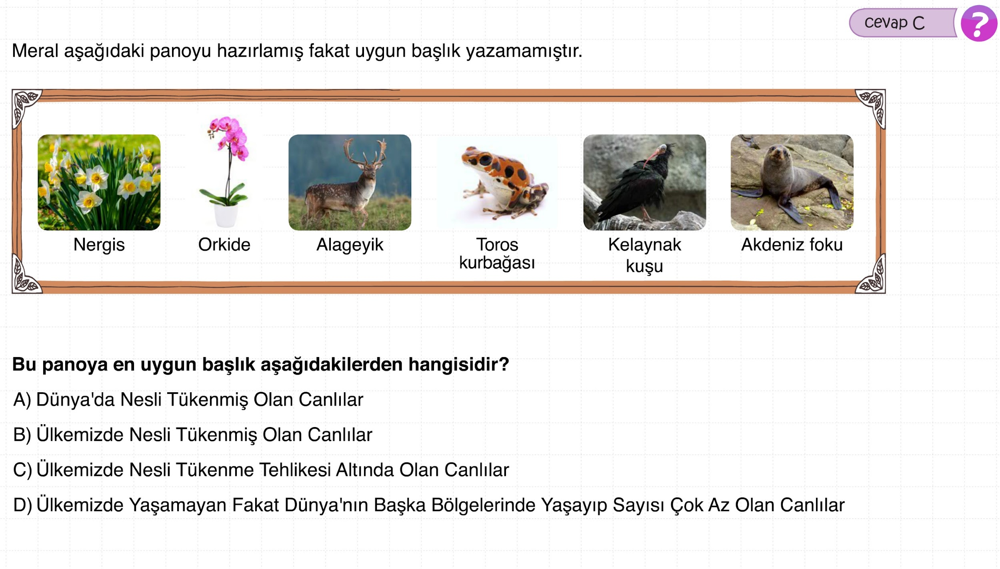 cevap C
?
Meral aşağıdaki panoyu hazırlamış fakat uygun başlık yazamamıştır.
Nergis
Orkide
Alageyik
Toros
kurbağası
Kelaynak
kuşu
Akdeniz foku
Bu panoya en uygun başlık aşağıdakilerden hangisidir?
A) Dünya'da Nesli Tükenmiş Olan Canlılar
B) Ülkemizde Nesli Tükenmiş Olan Canlılar
C) Ülkemizde Nesli Tükenme Tehlikesi Altında Olan Canlılar
D) Ülkemizde Yaşamayan Fakat Dünya'nın Başka Bölgelerinde Yaşayıp Sayısı Çok Az Olan Canlılar